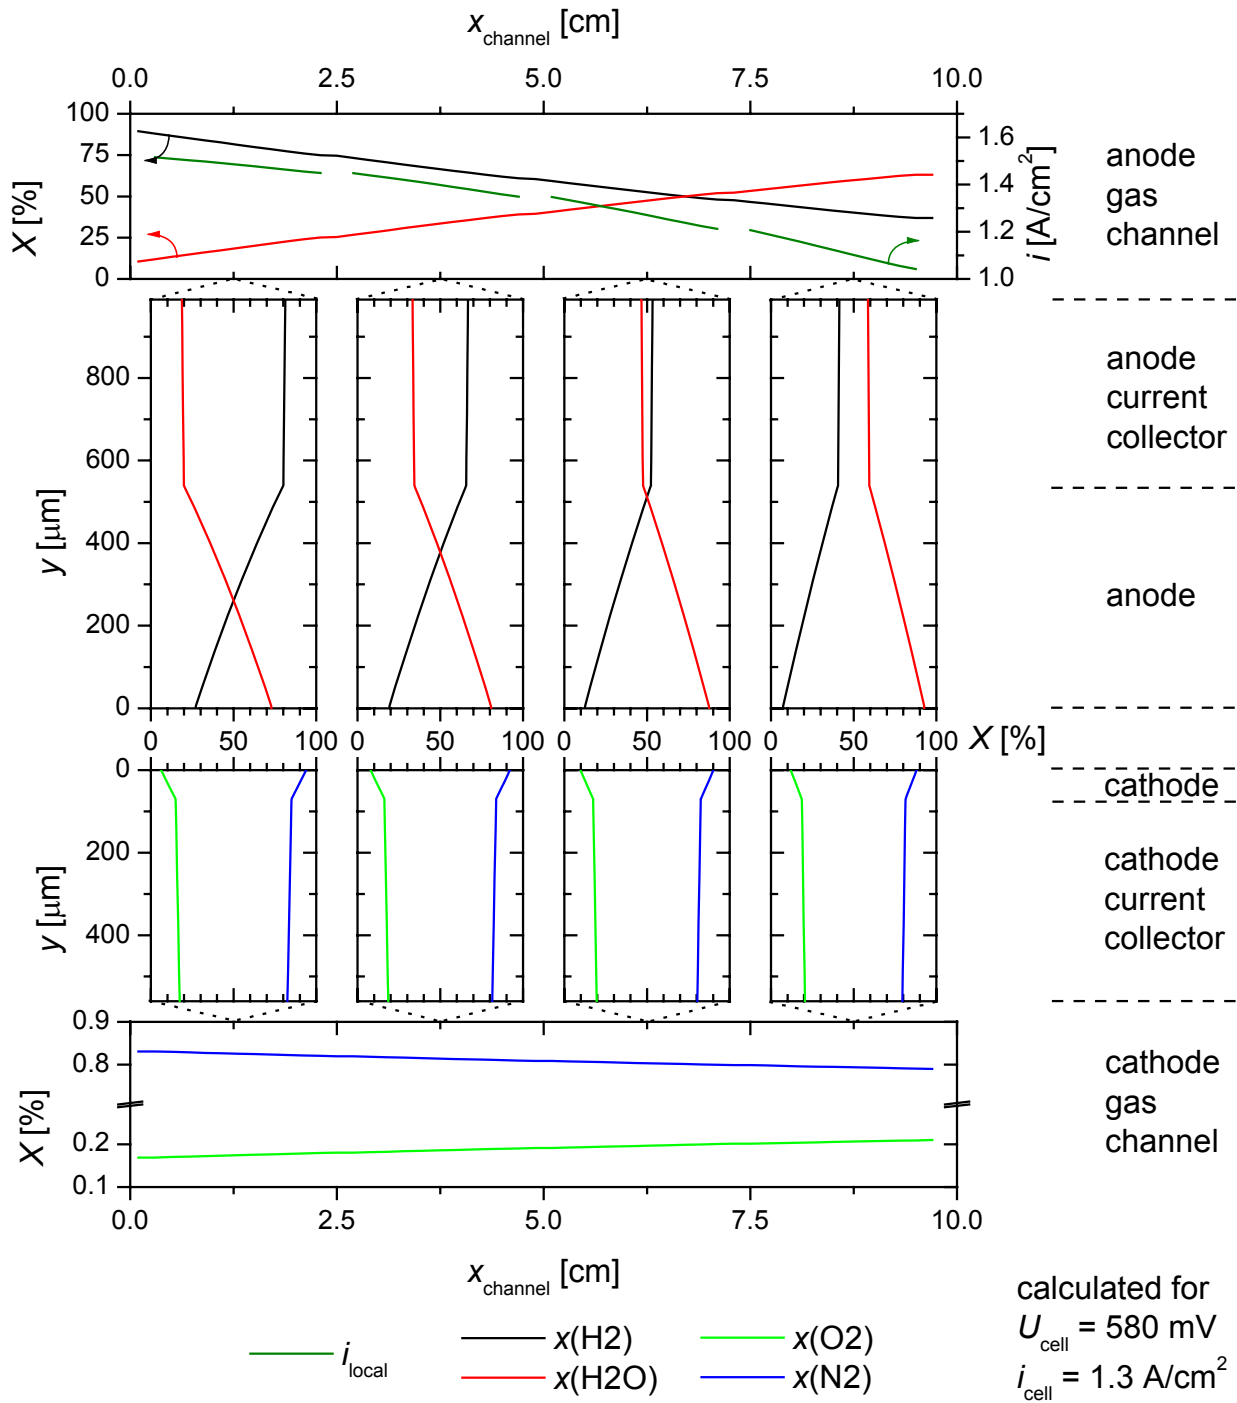 x_channel [cm]
0.0 2.5 5.0 7.5 10.0
100
75
50
25
0
X [%]
1.6
1.4
1.2
1.0
i [A/cm²]
anode
gas
channel
800
600
400
200
0
y [µm]
anode
current
collector
anode
0 50 100 0 50 100 0 50 100 0 50 100 X [%]
0
200
400
y [µm]
cathode
cathode
current
collector
0.9
0.8
0.2
0.1
X [%]
cathode
gas
channel
0.0 2.5 5.0 7.5 10.0
x_channel [cm]
i_local
x(H2)
x(H2O)
x(O2)
x(N2)
calculated for
U_cell = 580 mV
i_cell = 1.3 A/cm²